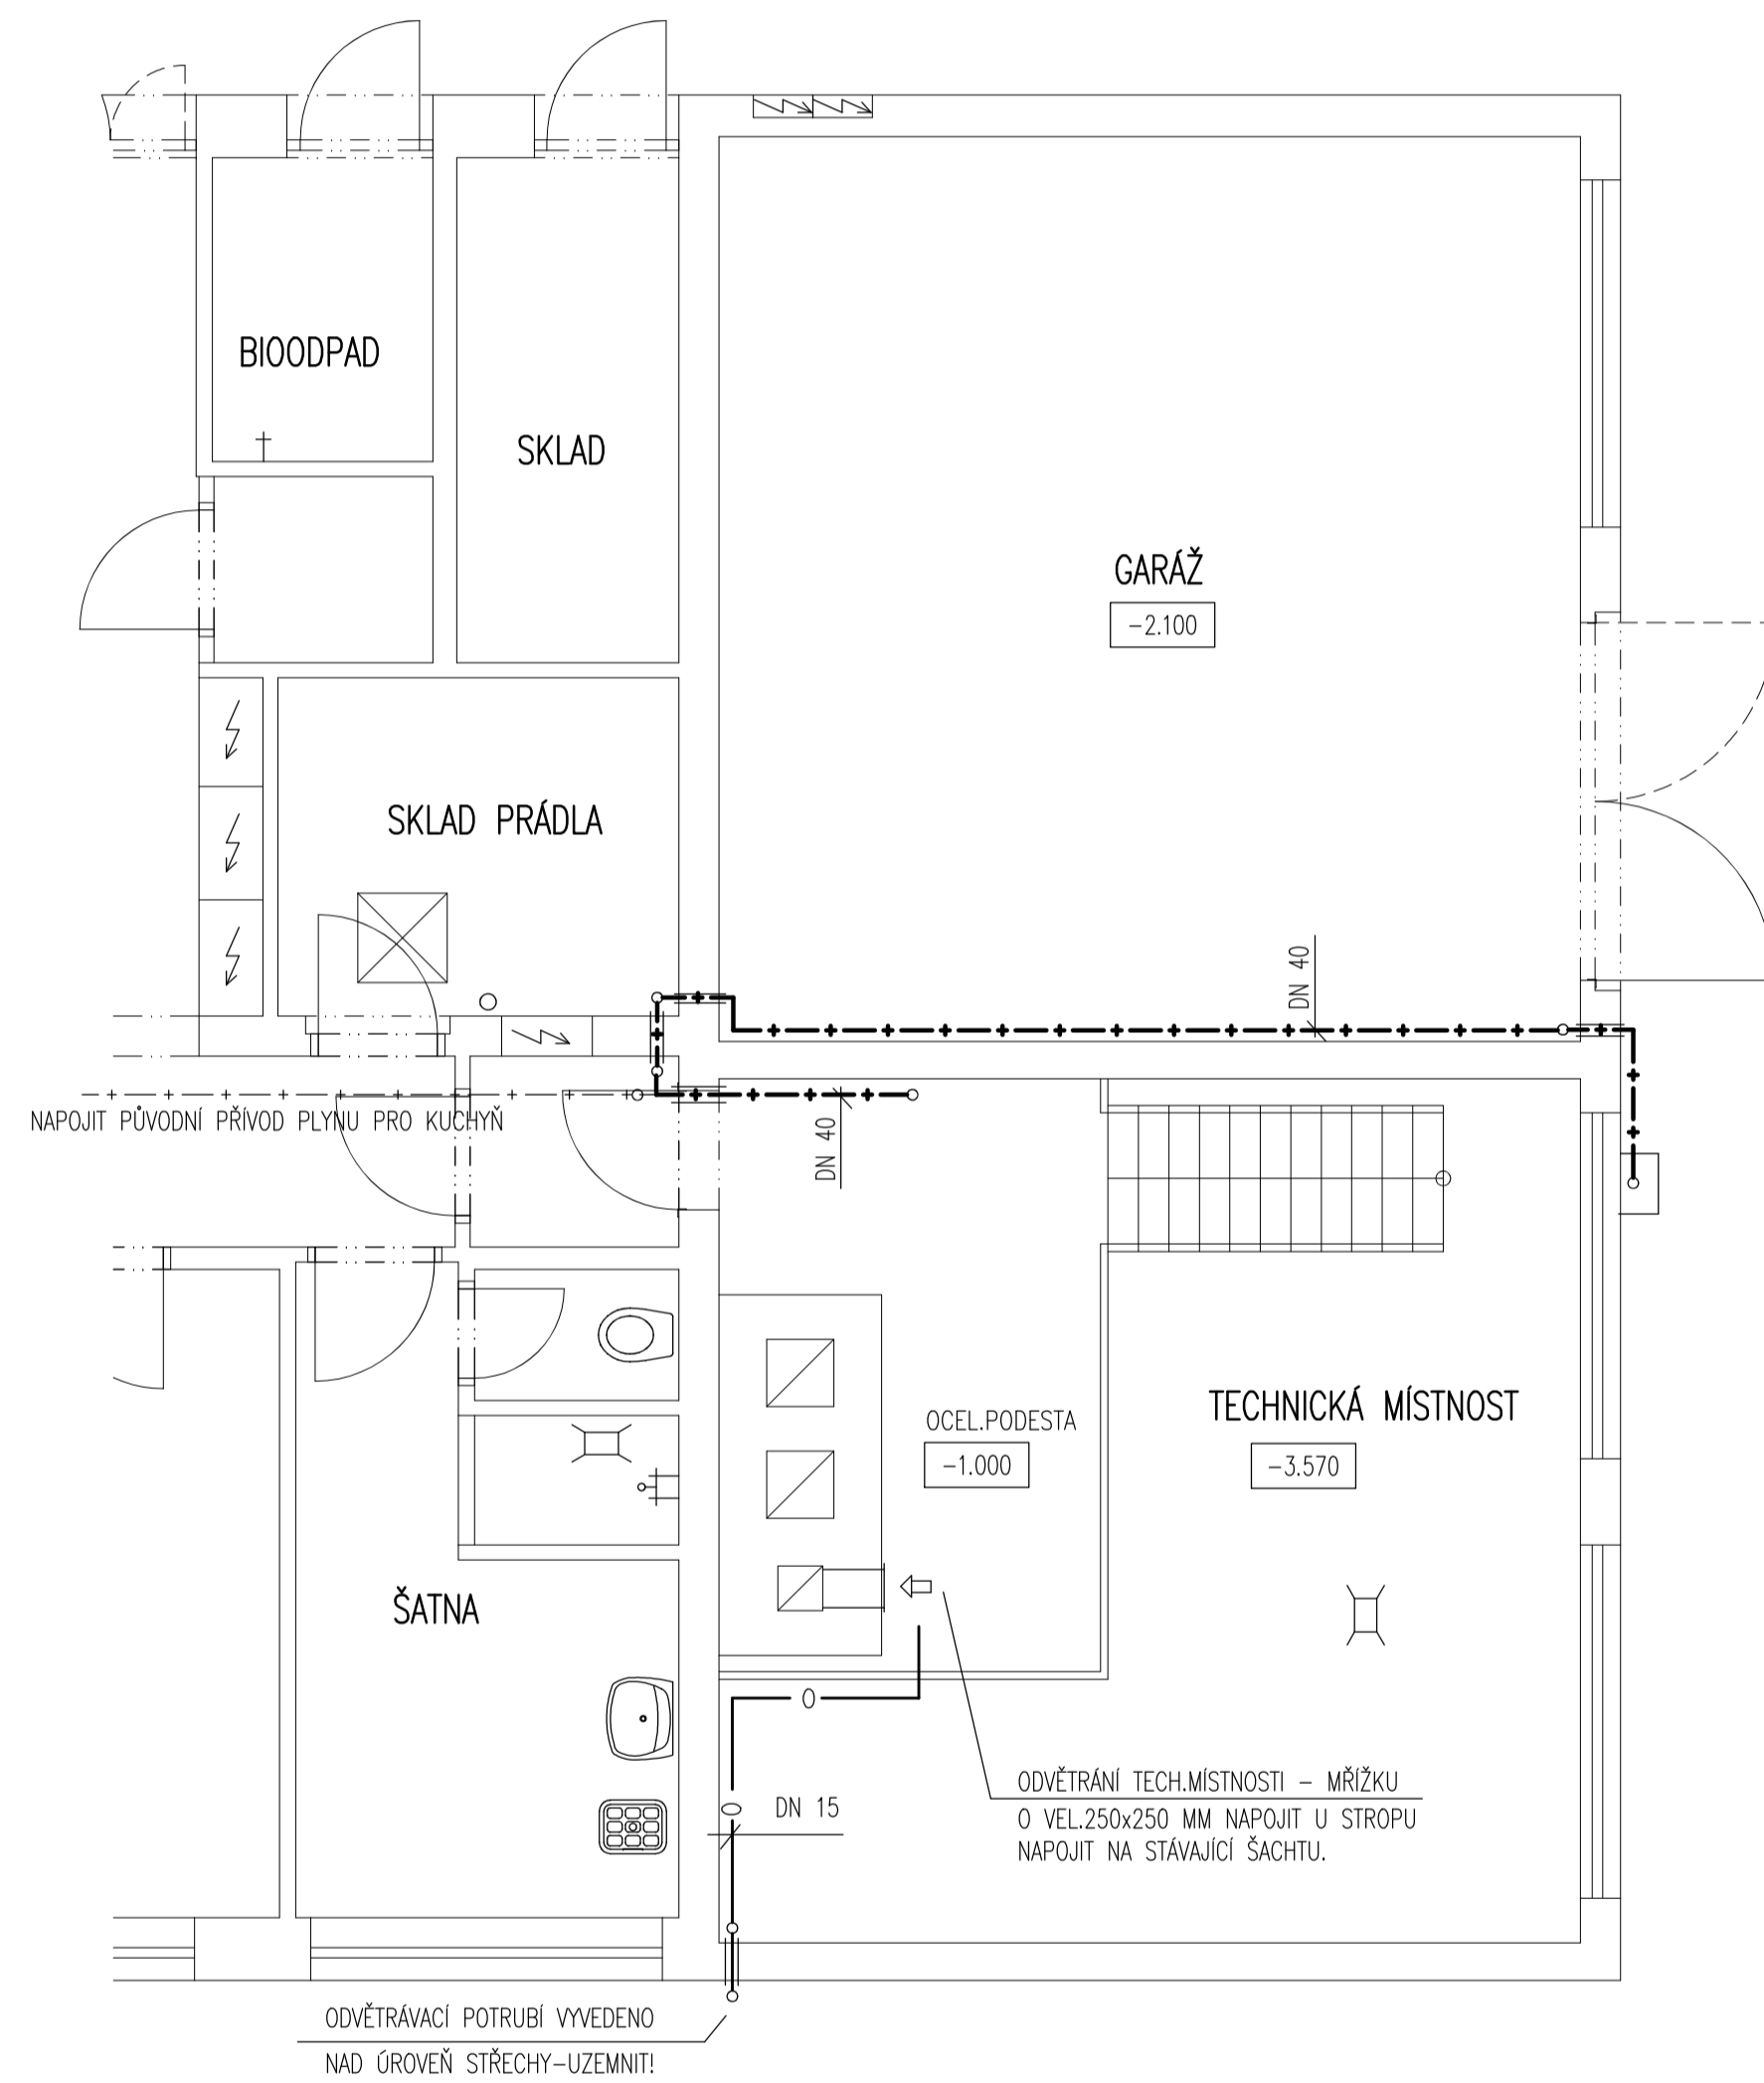 BIOODPAD
SKLAD
GARÁŽ
-2.100
SKLAD PRÁDLA
DN 40
NAPOJIT PŮVODNÍ PŘÍVOD PLYNU PRO KUCHYŇ
DN 40
TECHNICKÁ MÍSTNOST
-3.570
OCEL.PODESTA
-1.000
ŠATNA
DN 15
ODVĚTRÁNÍ TECH.MÍSTNOSTI - MŘÍŽKU
O VEL.250x250 MM NAPOJIT U STROPU
NAPOJIT NA STÁVAJÍCÍ ŠACHTU.
ODVĚTRÁVACÍ POTRUBÍ VYVEDENO
NAD ÚROVEŇ STŘECHY-UZEMNIT!